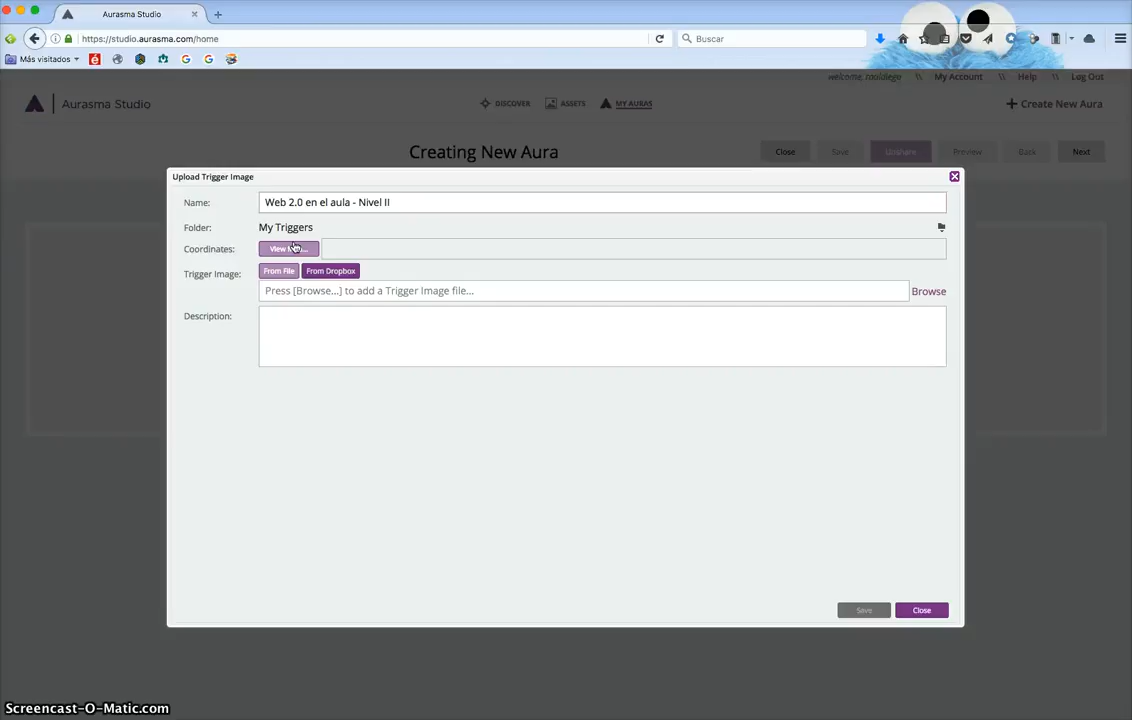 Aurasma Studio
https://studio.aurasma.com/home
Buscar
Más visitados
welcome, \\ My Account \\ Help \\ Log Out
Aurasma Studio
DISCOVER ASSETS MY AURAS
Create New Aura
Creating New Aura
Close Save Unshare Preview Back Next
Upload Trigger Image
Name: Web 2.0 en el aula - Nivel II
Folder: My Triggers
Coordinates: View
Trigger Image: From File From Dropbox
Press [Browse...] to add a Trigger Image file... Browse
Description:
Save Close
Screencast-O-Matic.com